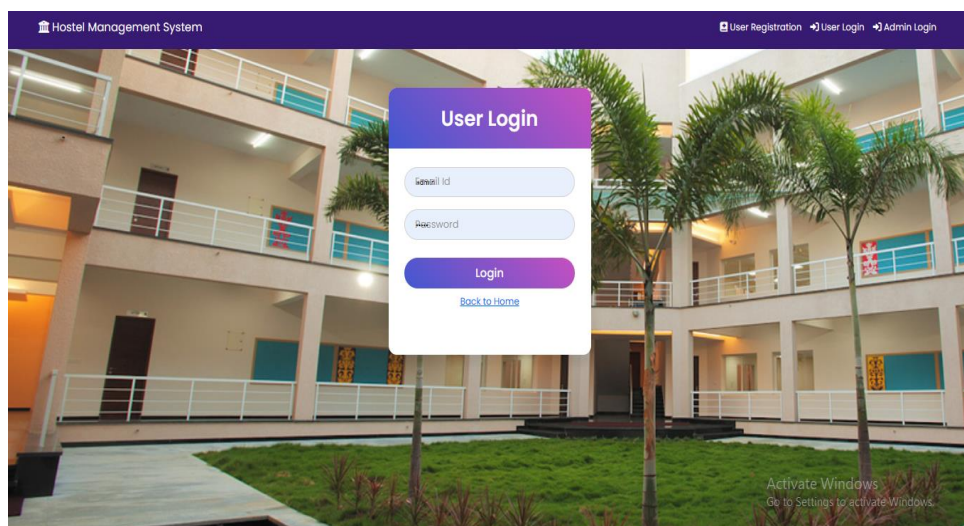 Hostel Management System
User Registration User Login Admin Login
User Login
Email Id
admin
Password
Login
Back to Home
Activate Windows
Go to Settings to activate Windows.